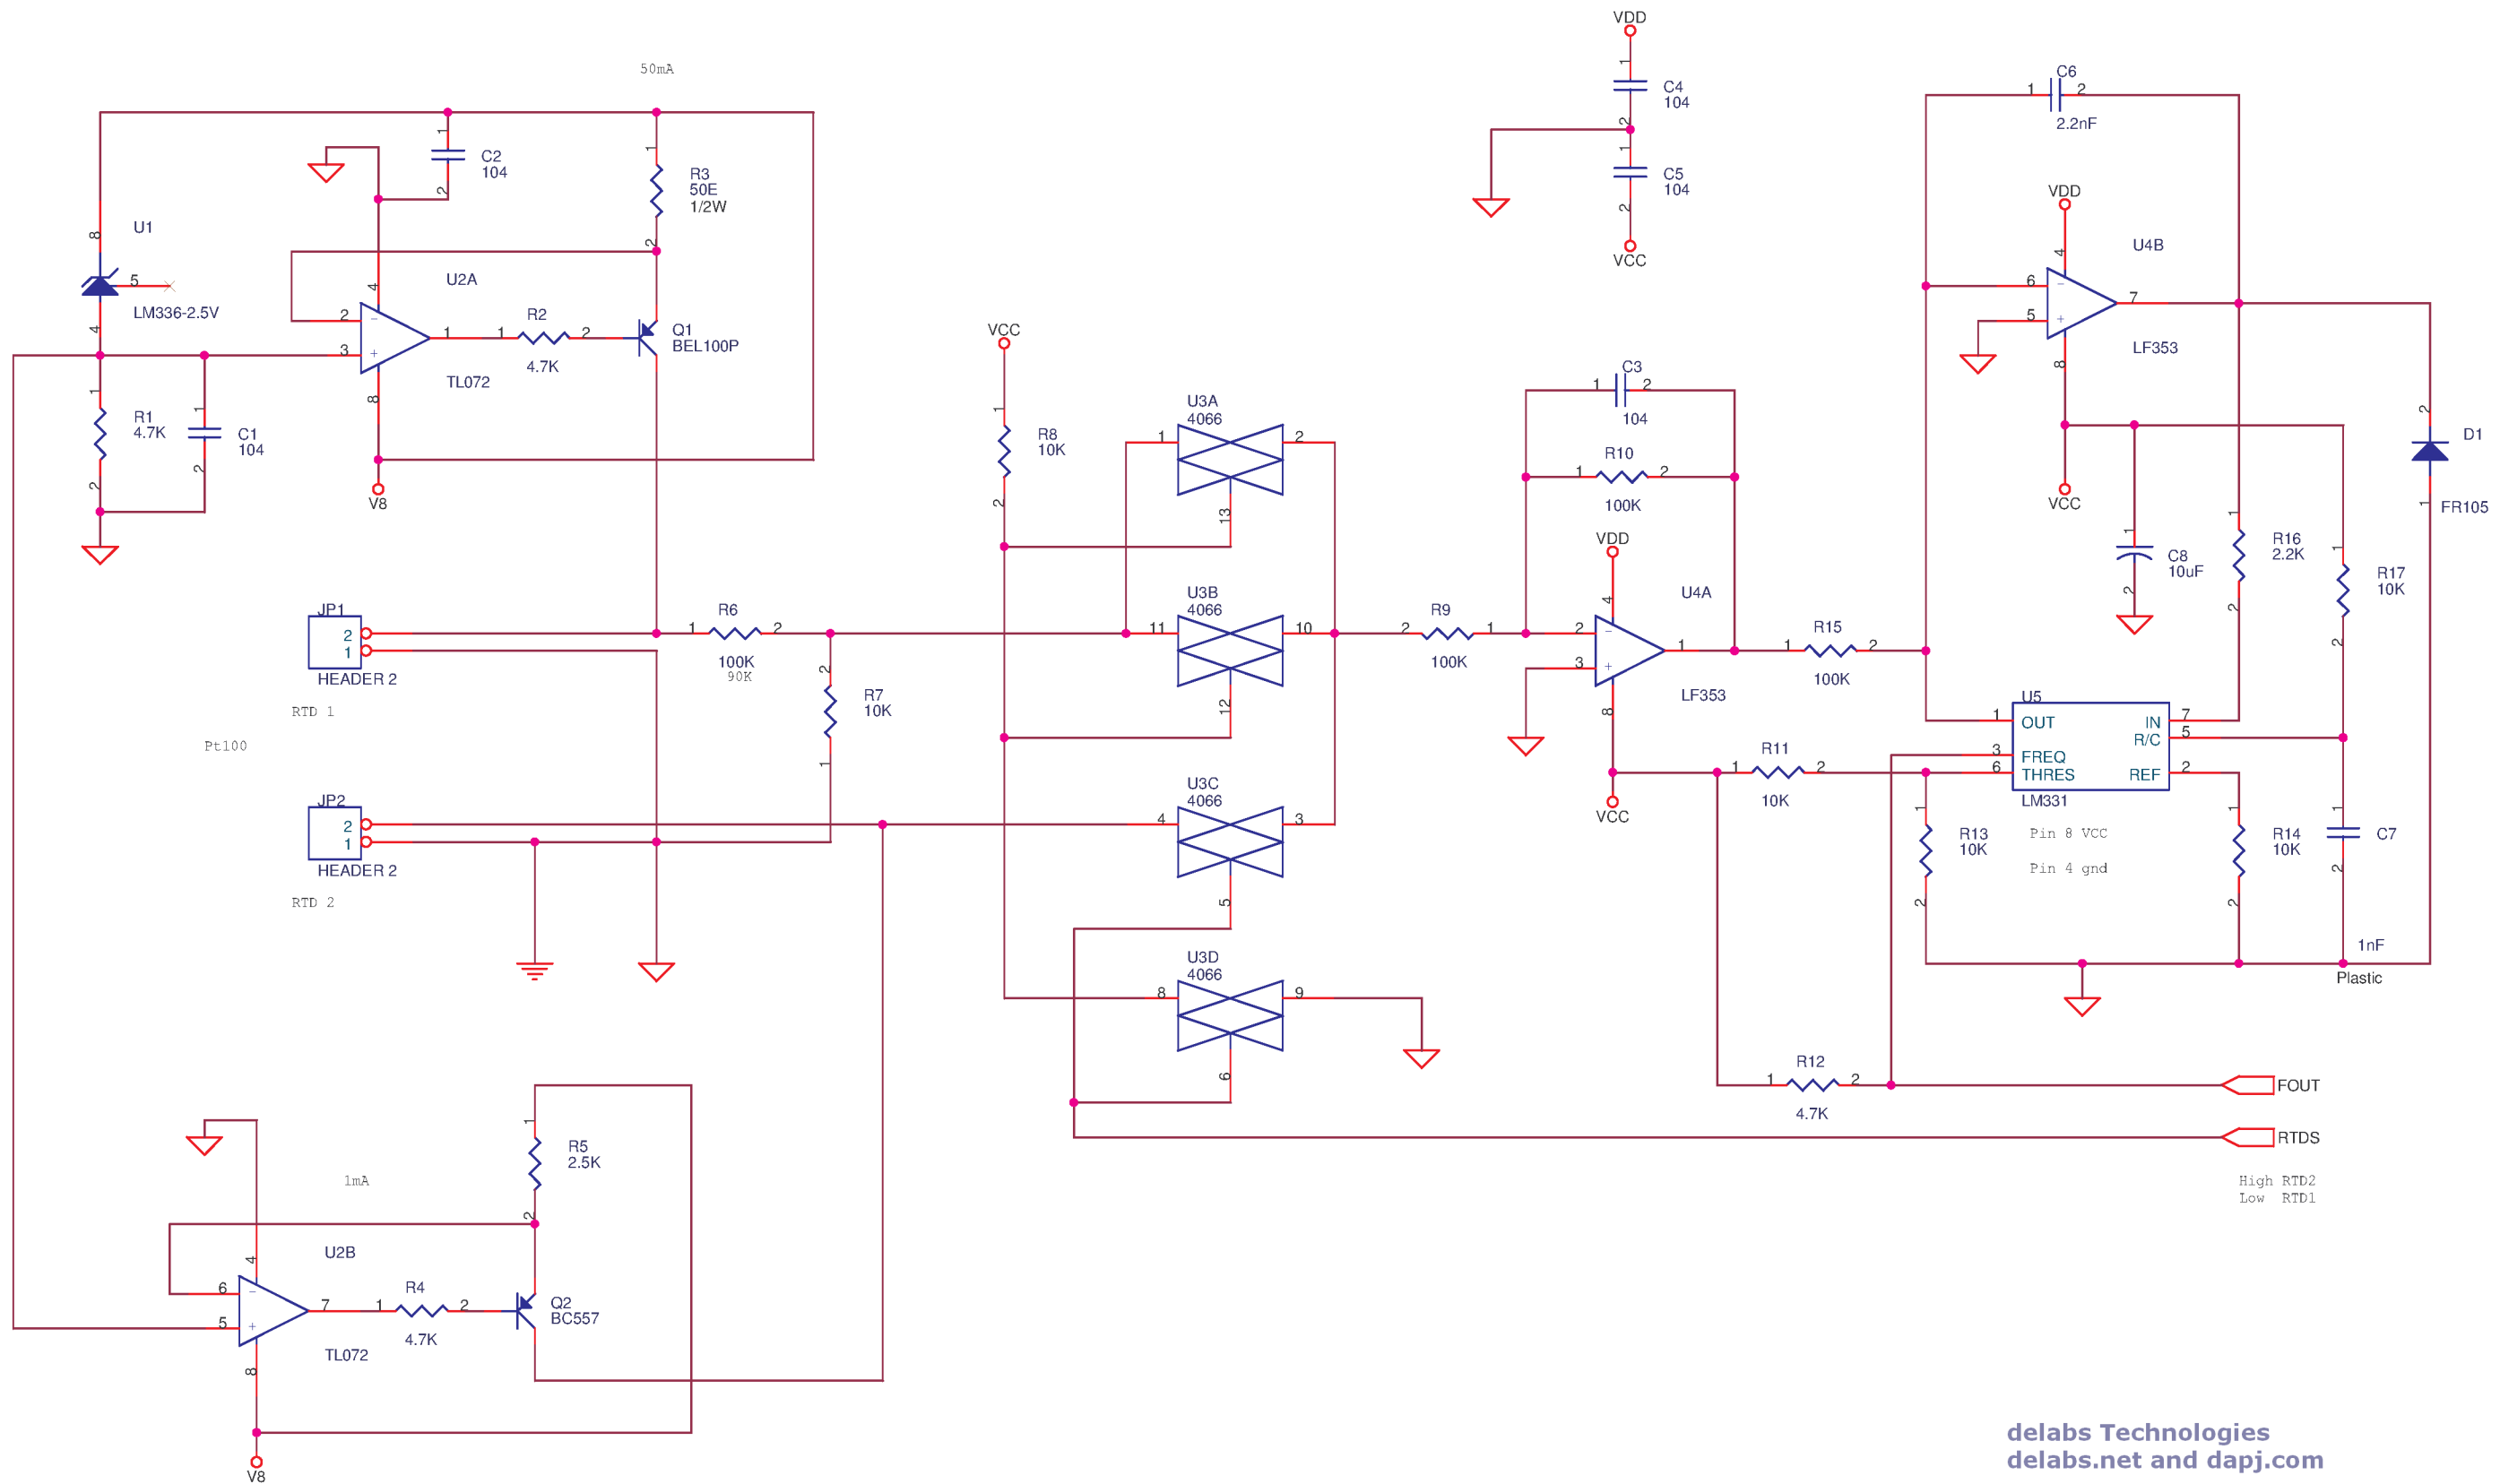 50mA
VDD
C4
104
C5
104
VCC
C6
2.2nF
C2
104
R3
50E
1/2W
U1
LM336-2.5V
U2A
TL072
R2
4.7K
Q1
BEL100P
R1
4.7K
C1
104
V8
VCC
R8
10K
U3A
4066
C3
104
R10
100K
VDD
U4B
LF353
VCC
C8
10uF
R16
2.2K
R17
10K
D1
FR105
JP1
2
1
HEADER 2
RTD 1
Pt100
R6
100K
90K
R7
10K
U3B
4066
R9
100K
VDD
U4A
LF353
VCC
R15
100K
R11
10K
U5
OUT
IN
R/C
FREQ
THRES
REF
LM331
Pin 8 VCC
Pin 4 gnd
R13
10K
R14
10K
C7
1nF
Plastic
JP2
2
1
HEADER 2
RTD 2
U3C
4066
U3D
4066
R12
4.7K
FOUT
RTDS
High RTD2
Low RTD1
1mA
R5
2.5K
U2B
TL072
R4
4.7K
Q2
BC557
V8
delabs Technologies
delabs.net and dapj.com